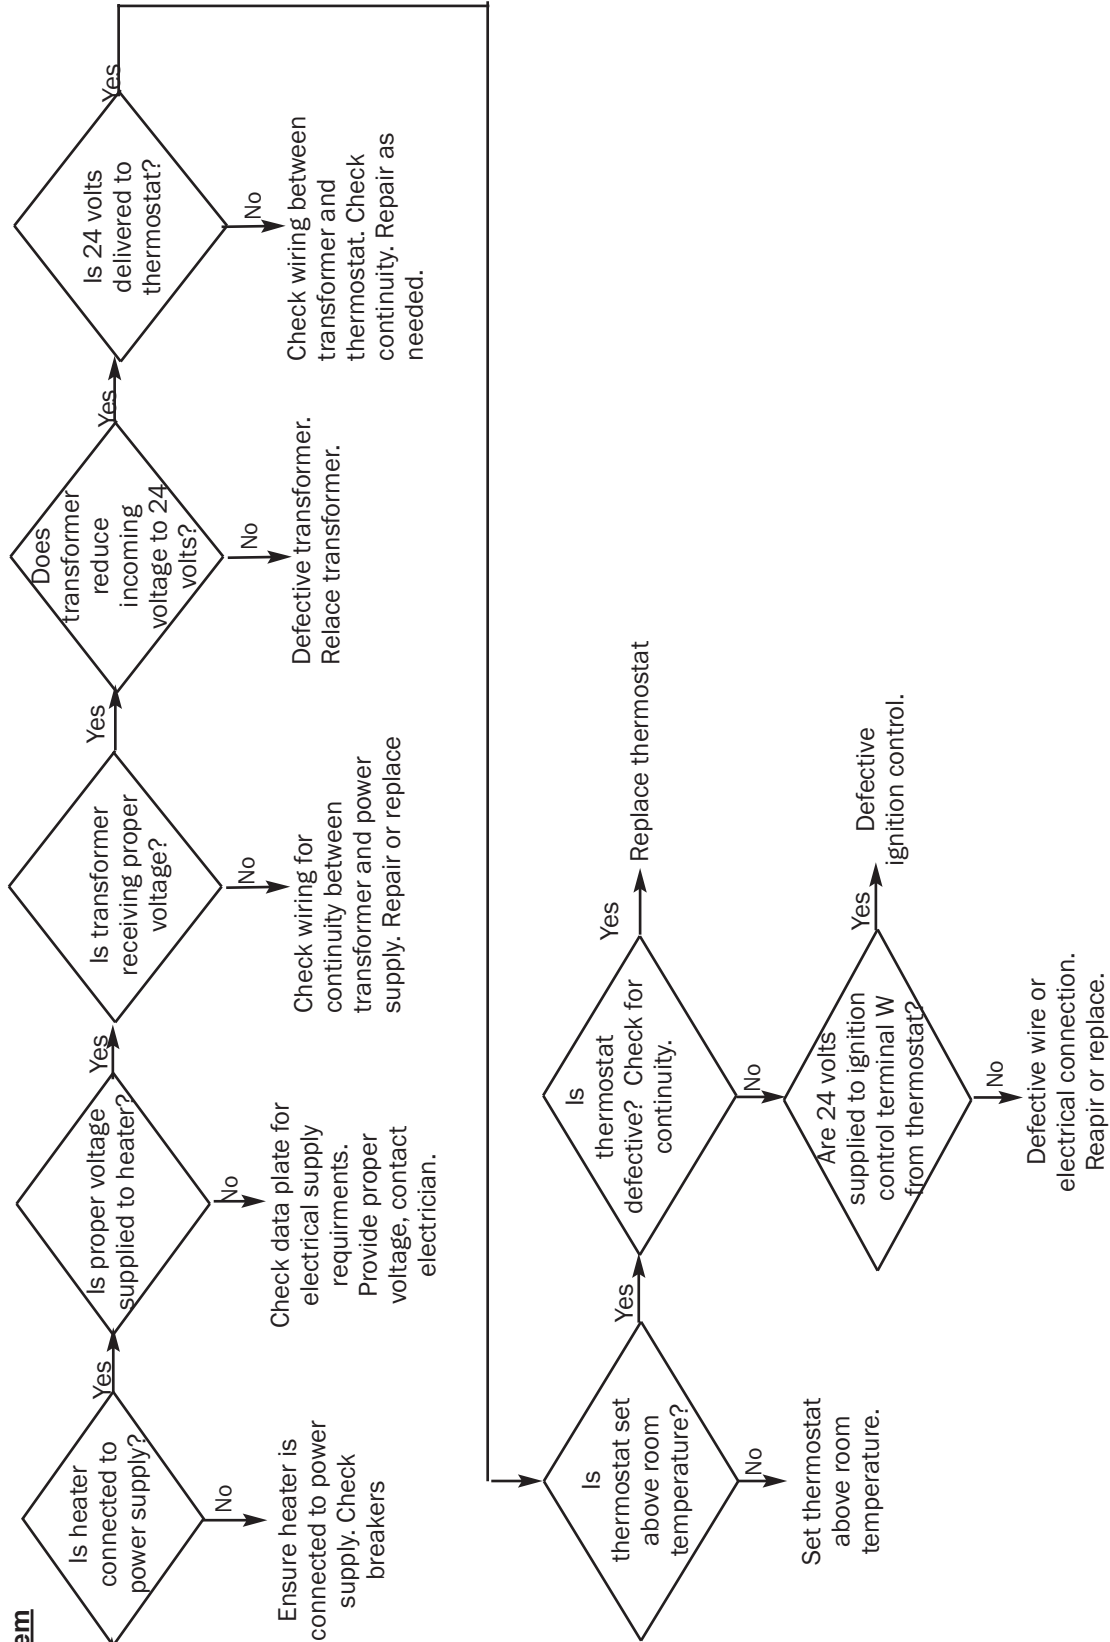 em
Is heater
connected to
power supply?
Yes
No
Ensure heater is
connected to power
supply. Check
breakers
Is proper voltage
supplied to heater?
Yes
No
Check data plate for
electrical supply
requirments.
Provide proper
voltage, contact
electrician.
Is transformer
receiving proper
voltage?
Yes
No
Check wiring for
continuity between
transformer and power
supply. Repair or replace
Does
transformer
reduce
incoming
voltage to 24
volts?
Yes
No
Defective transformer.
Relace transformer.
Is 24 volts
delivered to
thermostat?
Yes
No
Check wiring between
transformer and
thermostat. Check
continuity. Repair as
needed.
Is
thermostat set
above room
temperature?
Yes
No
Set thermostat
above room
temperature.
Is
thermostat
defective? Check for
continuity.
Yes
Replace thermostat
No
Are 24 volts
supplied to ignition
control terminal W
from thermostat?
Yes
Defective
ignition control.
No
Defective wire or
electrical connection.
Reapir or replace.